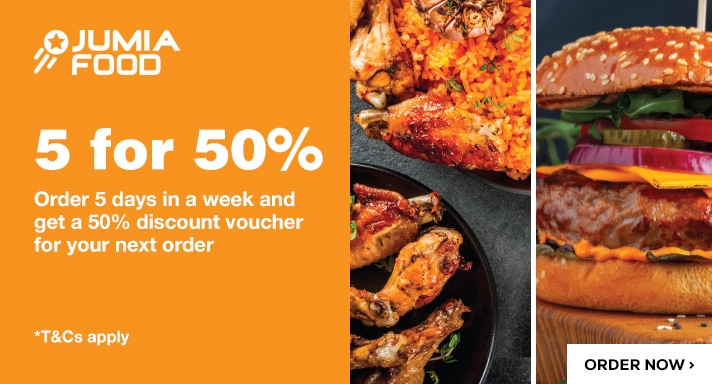 JUMIA
FOOD
5 for 50%
Order 5 days in a week and
get a 50% discount voucher
for your next order
*T&Cs apply
ORDER NOW ›